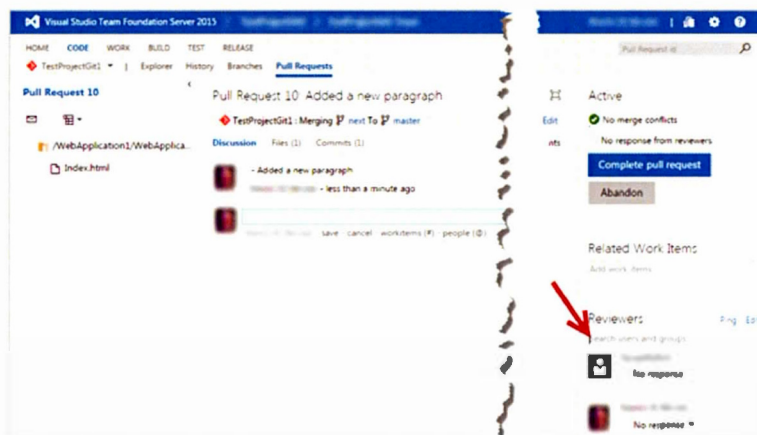 Visual Studio Team Foundation Server 2015 /
HOME CODE WORK BUILD TEST RELEASE
TestProjectGit1 | Explorer History Branches Pull Requests
Pull Request Id
Pull Request 10
Pull Request 10 Added a new paragraph
TestProjectGit1 : Merging next To master
Discussion Files (1) Commits (1)
/WebApplication1/WebApplica...
Index.html
- Added a new paragraph
- less than a minute ago
save cancel workitems (#) people (@)
Edit
nts
Active
No merge conflicts
No response from reviewers
Complete pull request
Abandon
Related Work Items
Add work items
Reviewers Ping Edi
Search users and groups
No response
No response